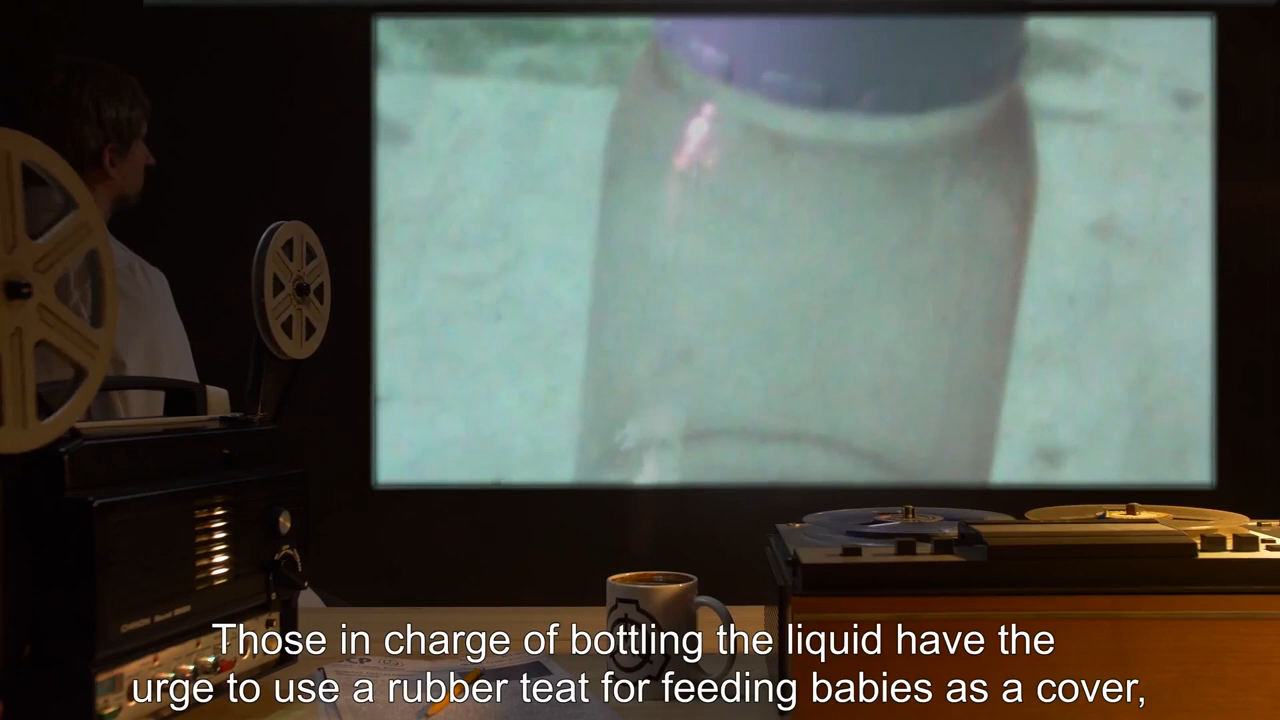 CP
Those in charge of bottling the liquid have the
urge to use a rubber teat for feeding babies as a cover,